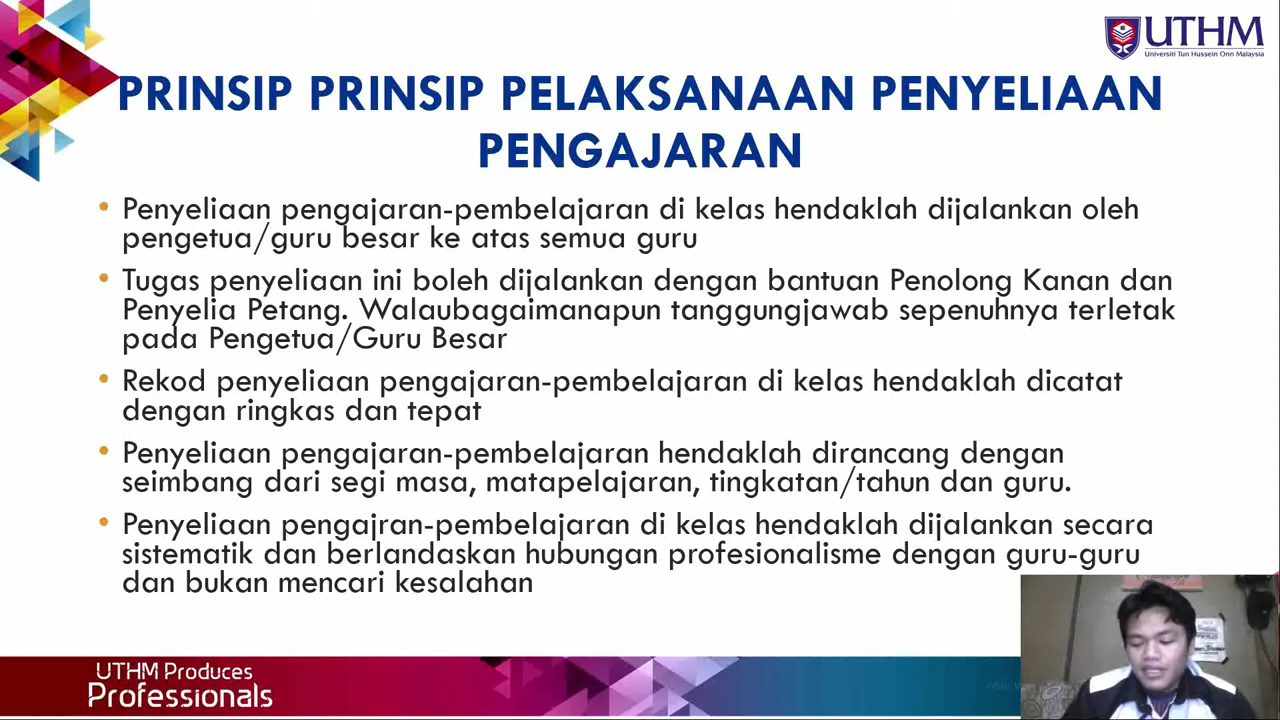 UTHM
Universiti Tun Hussein Onn Malaysia
PRINSIP PRINSIP PELAKSANAAN PENYELIAAN
PENGAJARAN
• Penyeliaan pengajaran-pembelajaran di kelas hendaklah dijalankan oleh
pengetua/guru besar ke atas semua guru
• Tugas penyeliaan ini boleh dijalankan dengan bantuan Penolong Kanan dan
Penyelia Petang. Walaubagaimanapun tanggungjawab sepenuhnya terletak
pada Pengetua/Guru Besar
• Rekod penyeliaan pengajaran-pembelajaran di kelas hendaklah dicatat
dengan ringkas dan tepat
• Penyeliaan pengajaran-pembelajaran hendaklah dirancang dengan
seimbang dari segi masa, matapelajaran, tingkatan/tahun dan guru.
• Penyeliaan pengajran-pembelajaran di kelas hendaklah dijalankan secara
sistematik dan berlandaskan hubungan profesionalisme dengan guru-guru
dan bukan mencari kesalahan
UTHM Produces
Professionals